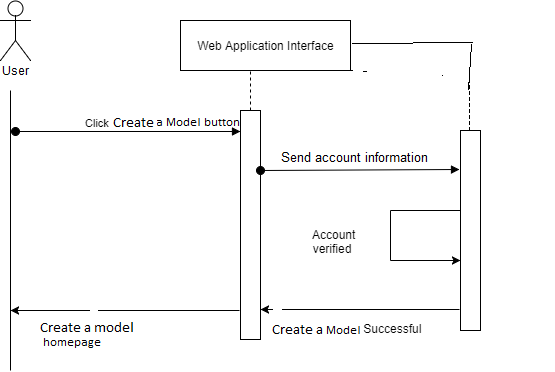 Web Application Interface
User
Click Create a Model button
Send account information
Account
verified
Create a model
homepage
Create a Model Successful